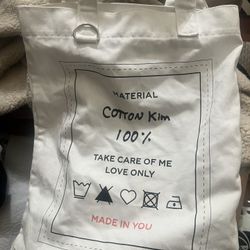 MATERIAL
COTTON KIM
100%
TAKE CARE OF ME
LOVE ONLY
MADE IN YOU